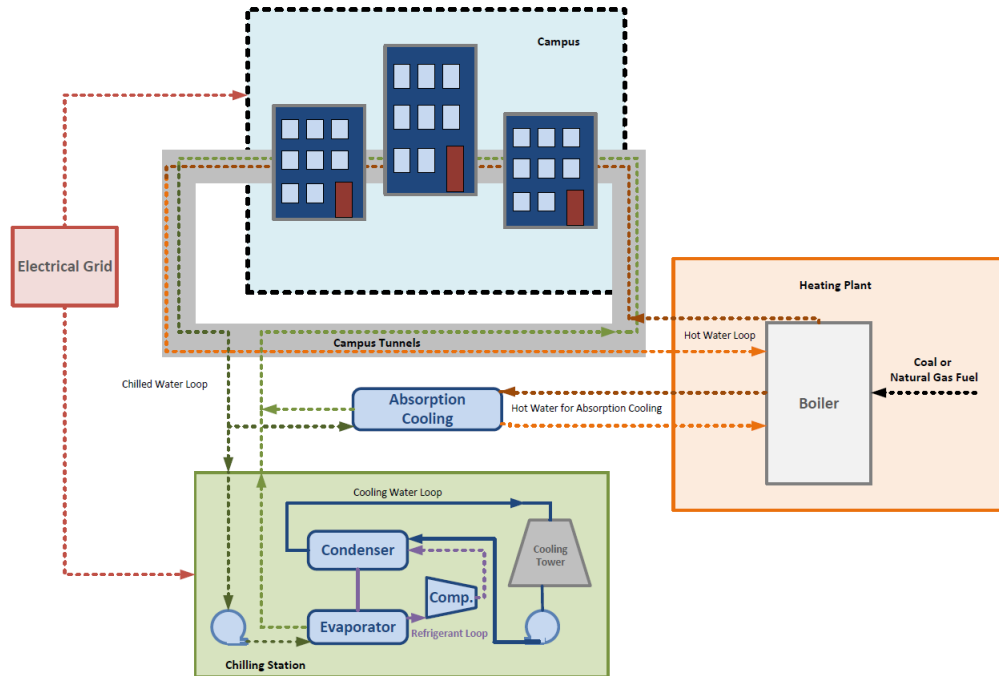 Campus
Electrical Grid
Heating Plant
Campus Tunnels
Hot Water Loop
Coal or
Natural Gas Fuel
Chilled Water Loop
Absorption
Cooling
Hot Water for Absorption Cooling
Boiler
Cooling Water Loop
Condenser
Cooling
Tower
Comp.
Evaporator
Refrigerant Loop
Chilling Station